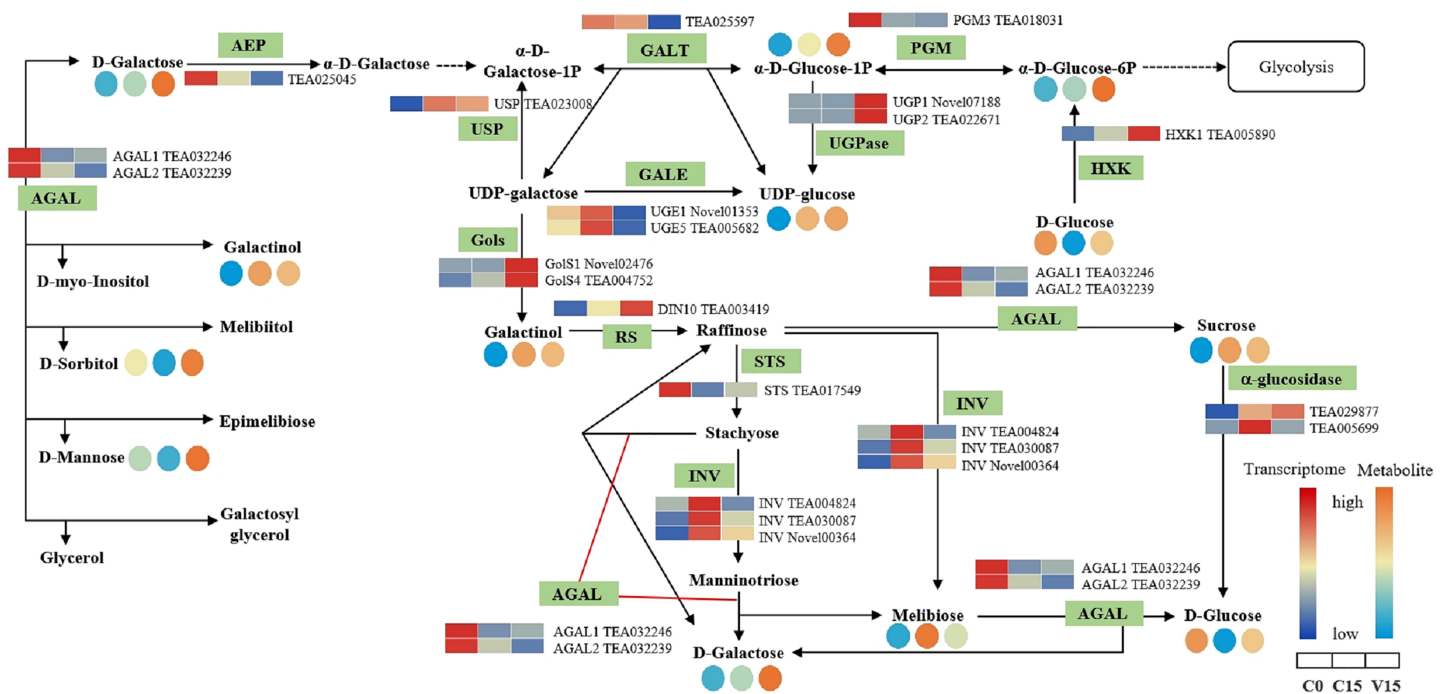 TEA025597
PGM3 TEA018031
AEP
GALT
PGM
D-Galactose
α-D-Galactose
α-D-
Galactose-1P
α-D-Glucose-1P
α-D-Glucose-6P
Glycolysis
TEA025045
USP TEA023008
USP
UGP1 Novel07188
UGP2 TEA022671
UGPase
HXK1 TEA005890
HXK
AGAL1 TEA032246
AGAL2 TEA032239
AGAL
GALE
UDP-galactose
UDP-glucose
UGE1 Novel01353
UGE5 TEA005682
D-Glucose
Gols
Galactinol
D-myo-Inositol
GolS1 Novel02476
GolS4 TEA004752
AGAL1 TEA032246
AGAL2 TEA032239
DIN10 TEA003419
AGAL
Melibiitol
D-Sorbitol
Galactinol
RS
Raffinose
Sucrose
STS
STS TEA017549
α-glucosidase
TEA029877
TEA005699
Epimelibiose
D-Mannose
Stachyose
INV
INV TEA004824
INV TEA030087
INV Novel00364
INV
INV TEA004824
INV TEA030087
INV Novel00364
Transcriptome
Metabolite
high
low
Galactosyl
glycerol
Glycerol
Manninotriose
AGAL
AGAL1 TEA032246
AGAL2 TEA032239
AGAL
Melibiose
D-Glucose
AGAL1 TEA032246
AGAL2 TEA032239
D-Galactose
C0 C15 V15